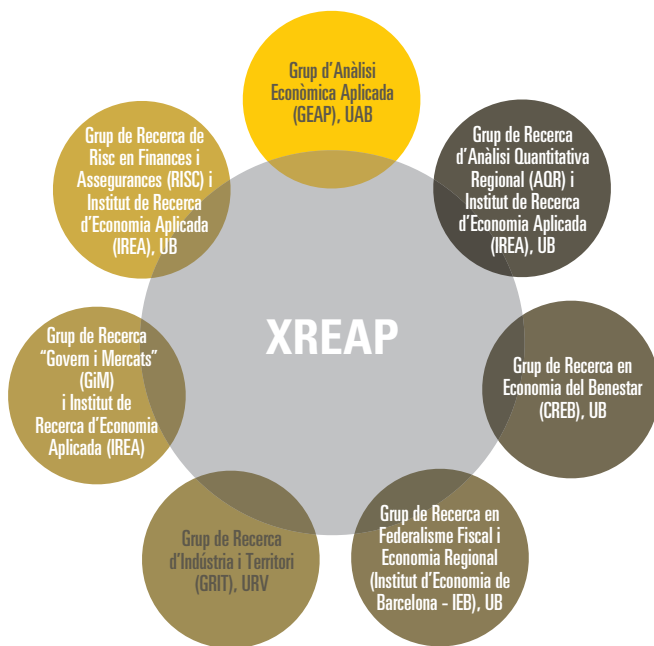 Grup d'Anàlisi
Econòmica Aplicada
(GEAP), UAB
Grup de Recerca
d'Anàlisi Quantitativa
Regional (AQR) i
Institut de Recerca
d'Economia Aplicada
(IREA), UB
Grup de Recerca en
Economia del Benestar
(CREB), UB
Grup de Recerca en
Federalisme Fiscal i
Economia Regional
(Institut d'Economia de
Barcelona - IEB), UB
Grup de Recerca
d'Indústria i Territori
(GRIT), URV
Grup de Recerca
"Govern i Mercats"
(GiM)
i Institut de
Recerca d'Economia
Aplicada (IREA)
Grup de Recerca de
Risc en Finances i
Assegurances (RISC) i
Institut de Recerca
d'Economia Aplicada
(IREA), UB
XREAP